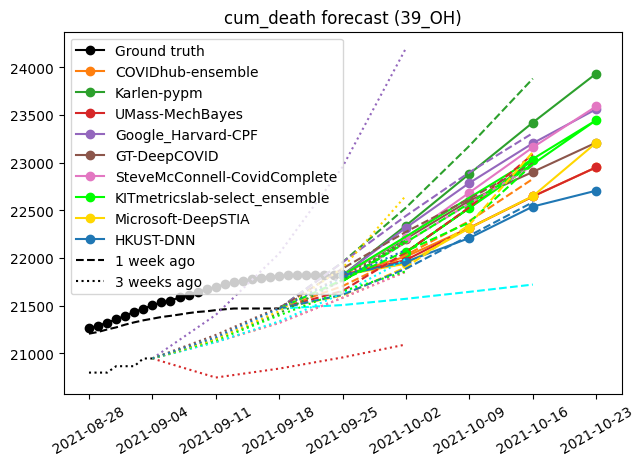 cum_death forecast (39_OH)
24000
23500
23000
22500
22000
21500
21000
Ground truth
COVIDhub-ensemble
Karlen-pypm
UMass-MechBayes
Google_Harvard-CPF
GT-DeepCOVID
SteveMcConnell-CovidComplete
KITmetricslab-select_ensemble
Microsoft-DeepSTIA
HKUST-DNN
1 week ago
3 weeks ago
2021-08-28
2021-09-04
2021-09-11
2021-09-18
2021-09-25
2021-10-02
2021-10-09
2021-10-16
2021-10-23